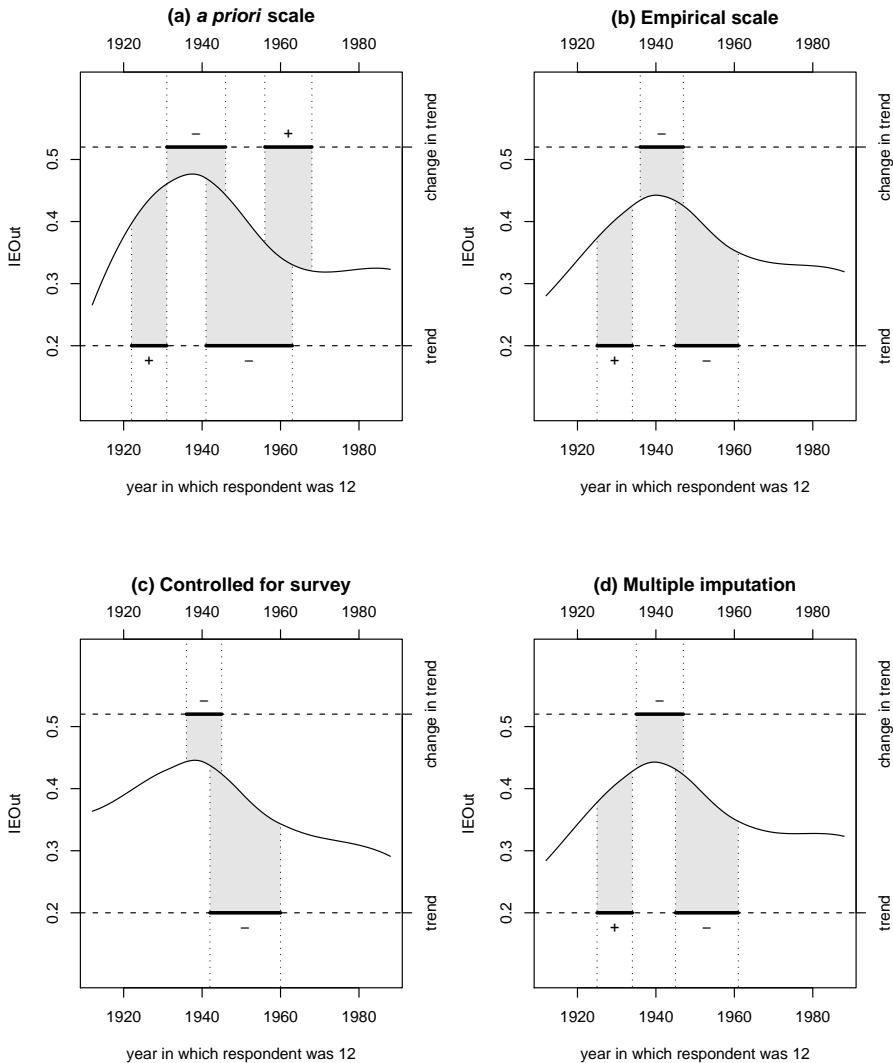 (a) a priori scale
1920 1940 1960 1980
− +
IEOut
0.2 0.3 0.4 0.5
change in trend
trend
+ −
1920 1940 1960 1980
year in which respondent was 12
(b) Empirical scale
1920 1940 1960 1980
−
IEOut
0.2 0.3 0.4 0.5
change in trend
trend
+ −
1920 1940 1960 1980
year in which respondent was 12
(c) Controlled for survey
1920 1940 1960 1980
−
IEOut
0.2 0.3 0.4 0.5
change in trend
trend
−
1920 1940 1960 1980
year in which respondent was 12
(d) Multiple imputation
1920 1940 1960 1980
−
IEOut
0.2 0.3 0.4 0.5
change in trend
trend
+ −
1920 1940 1960 1980
year in which respondent was 12